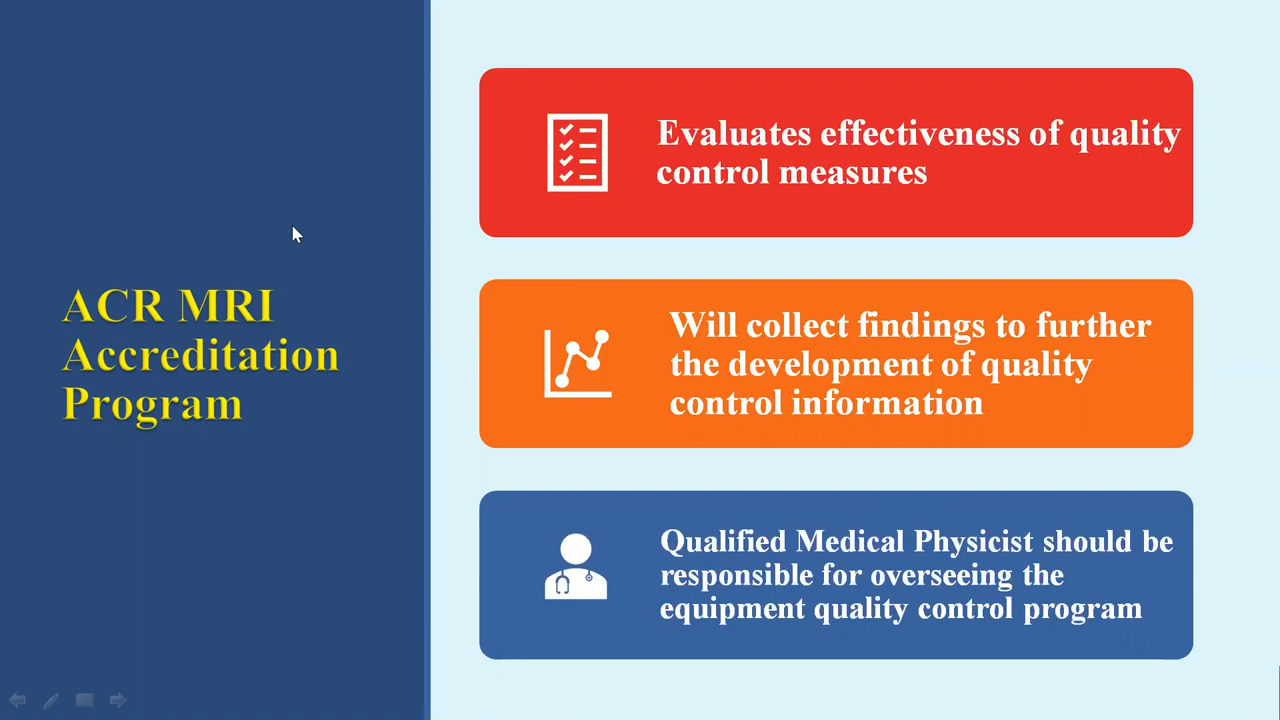 ACR MRI
Accreditation
Program
Evaluates effectiveness of quality
control measures
Will collect findings to further
the development of quality
control information
Qualified Medical Physicist should be
responsible for overseeing the
equipment quality control program